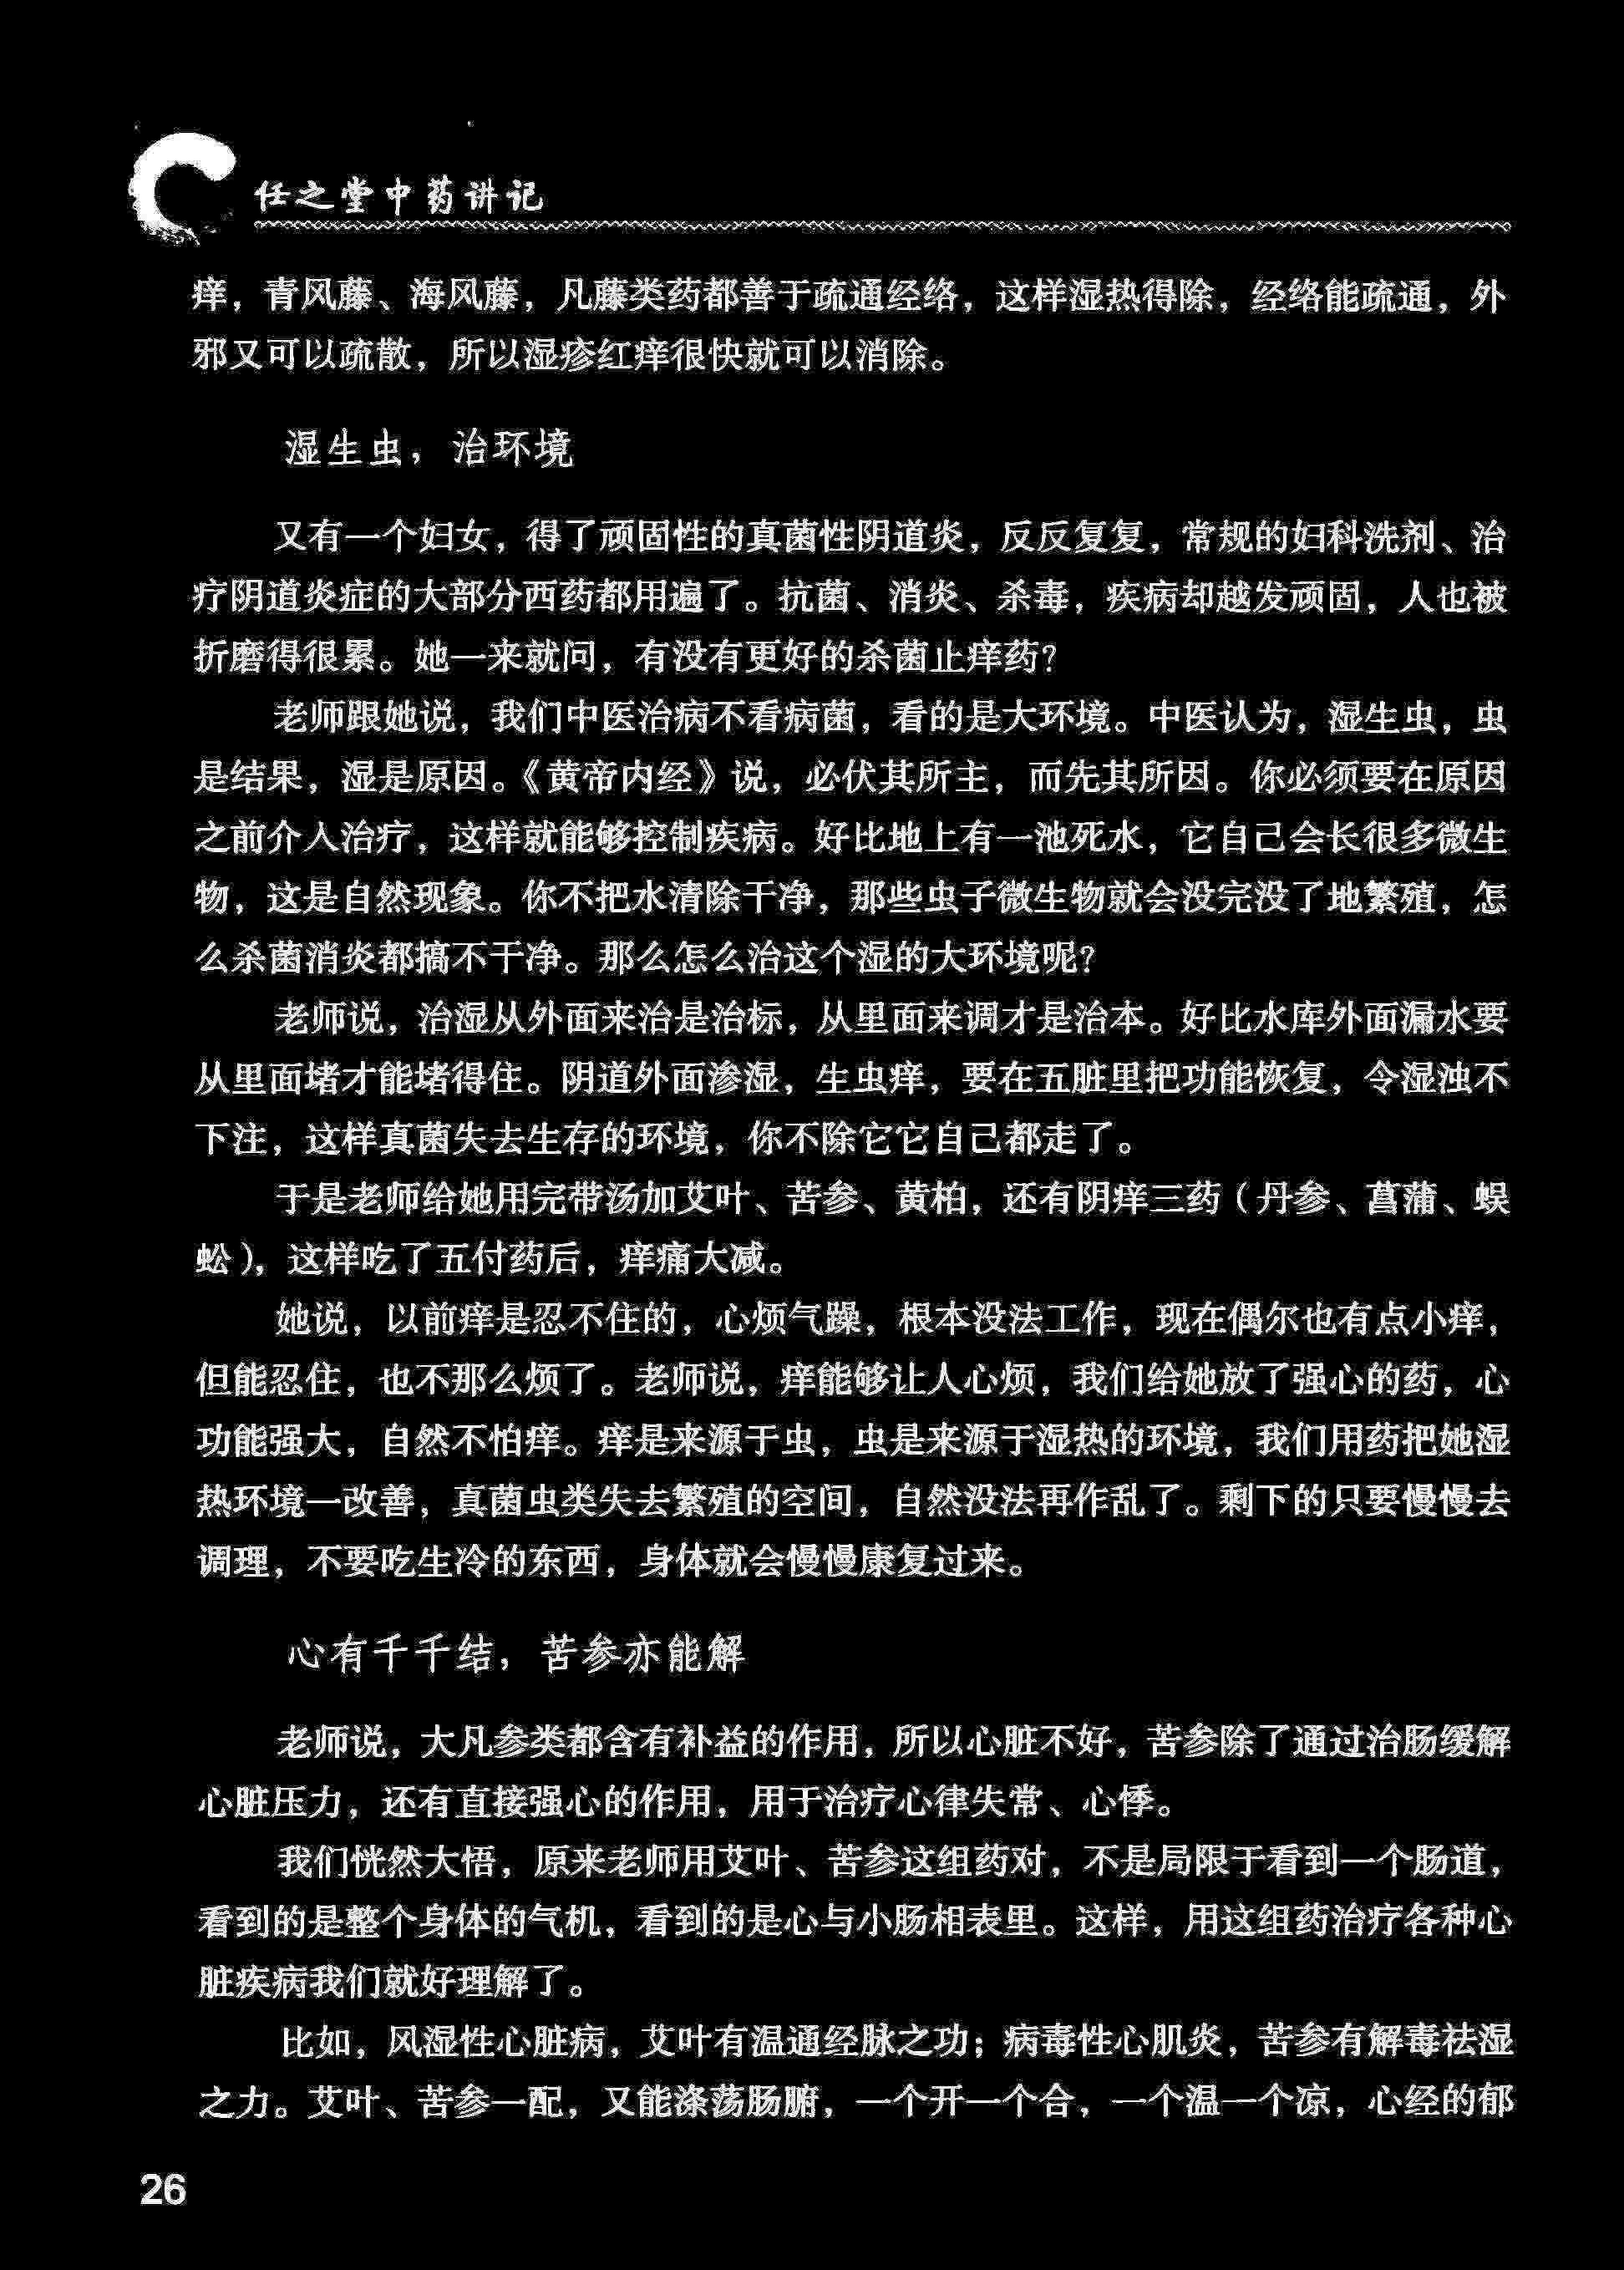 任之堂中药讲记
痒，青风藤、海风藤，凡藤类药都善于疏通经络，这样湿热得除，经络能疏通，外
邪又可以疏散，所以湿疹红痒很快就可以消除。
湿生虫，治环境
又有一个妇女，得了顽固性的真菌性阴道炎，反反复复，常规的妇科洗剂、治
疗阴道炎症的大部分西药都用遍了。抗菌、消炎、杀毒，疾病却越发顽固，人也被
折磨得很累。她一来就问，有没有更好的杀菌止痒药？
老师跟她说，我们中医治病不看病菌，看的是大环境。中医认为，湿生虫，虫
是结果，湿是原因。《黄帝内经》说，必伏其所主，而先其所因。你必须要在原因
之前介入治疗，这样就能够控制疾病。好比地上有一池死水，它自己会长很多微生
物，这是自然现象。你不把水清除干净，那些虫子微生物就会没完没了地繁殖，怎
么杀菌消炎都搞不干净。那么怎么治这个湿的大环境呢？
老师说，治湿从外面来治是治标，从里面来调才是治本。好比水库外面漏水要
从里面堵才能堵得住。阴道外面渗湿，生虫痒，要在五脏里把功能恢复，令湿浊不
下注，这样真菌失去生存的环境，你不除它它自己都走了。
于是老师给她用完带汤加艾叶、苦参、黄柏，还有阴痒三药（丹参、菖蒲、蜈
蚣），这样吃了五付药后，痒痛大减。
她说，以前痒是忍不住的，心烦气躁，根本没法工作，现在偶尔也有点小痒，
但能忍住，也不那么烦了。老师说，痒能够让人心烦，我们给她放了强心的药，心
功能强大，自然不怕痒。痒是来源于虫，虫是来源于湿热的环境，我们用药把她湿
热环境一改善，真菌虫类失去繁殖的空间，自然没法再作乱了。剩下的只要慢慢去
调理，不要吃生冷的东西，身体就会慢慢康复过来。
心有千千结，苦参亦能解
老师说，大凡参类都含有补益的作用，所以心脏不好，苦参除了通过治肠缓解
心脏压力，还有直接强心的作用，用于治疗心律失常、心悸。
我们恍然大悟，原来老师用艾叶、苦参这组药对，不是局限于看到一个肠道，
看到的是整个身体的气机，看到的是心与小肠相表里。这样，用这组药治疗各种心
脏疾病我们就好理解了。
比如，风湿性心脏病，艾叶有温通经脉之功；病毒性心肌炎，苦参有解毒祛湿
之力。艾叶、苦参一配，又能涤荡肠腑，一个开一个合，一个温一个凉，心经的郁
26